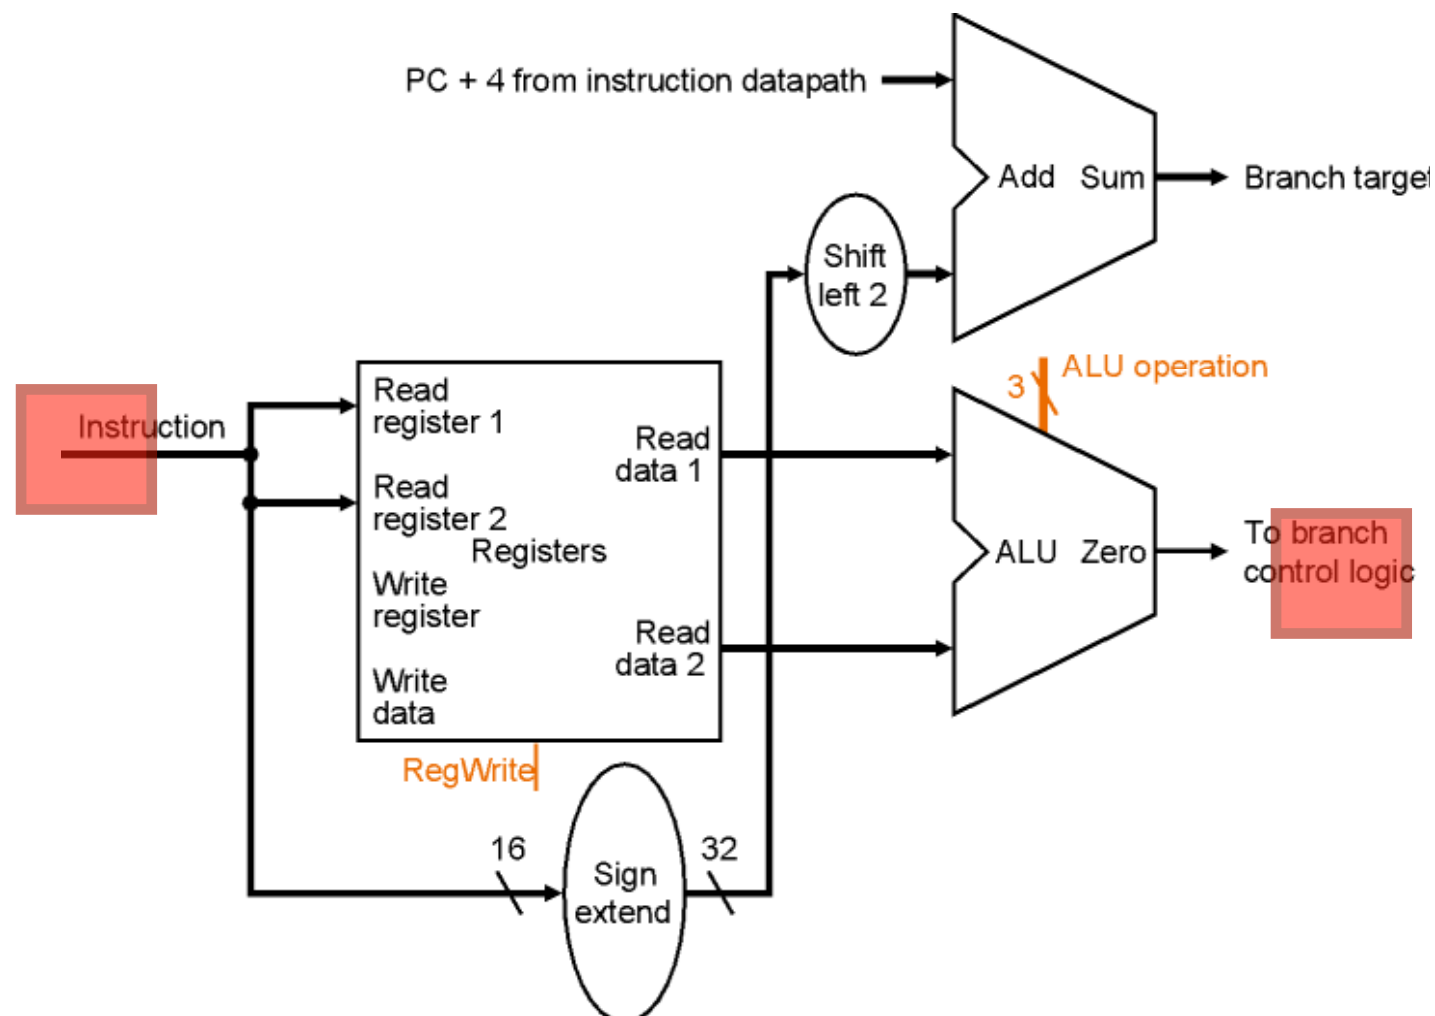 PC + 4 from instruction datapath
Add Sum
Branch target
Shift
left 2
3
ALU operation
Instruction
Read
register 1
Read
data 1
Read
register 2
Registers
ALU Zero
To branch
control logic
Write
register
Read
data 2
Write
data
RegWrite
16
32
Sign
extend